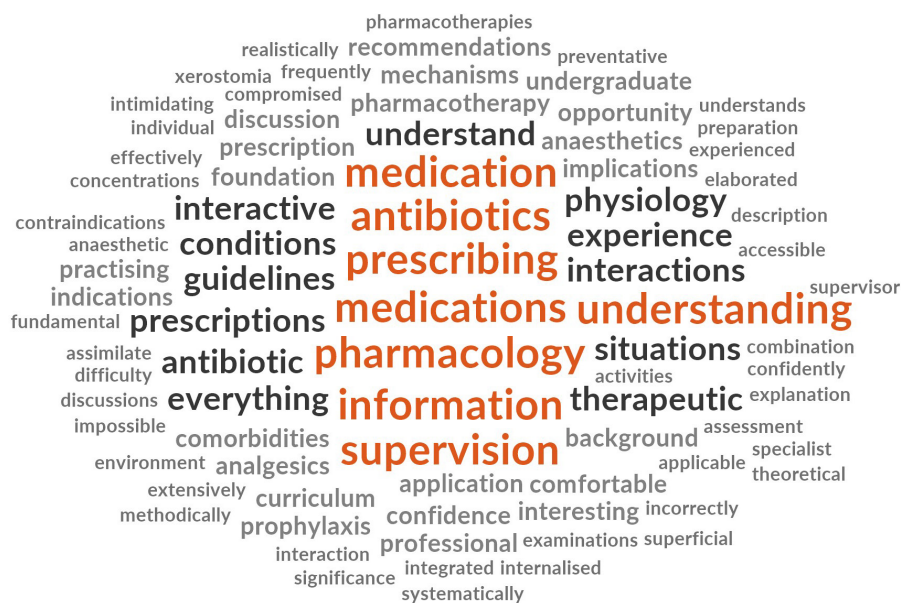 pharmacotherapies
realistically recommendations preventative
xerostomia frequently mechanisms undergraduate
intimidating compromised pharmacotherapy opportunity understands
individual discussion understand anaesthetics preparation
effectively prescription medication implications experienced
concentrations foundation elaborated
contraindications interactive antibiotics physiology description
anaesthetic conditions prescribing experience accessible
practising guidelines interactions
indications medications understanding supervisor
fundamental prescriptions
assimilate antibiotic pharmacology situations combination
difficulty activities confidently
discussions everything information therapeutic explanation
impossible comorbidities supervision background assessment
environment analgesics applicable specialist
extensively application comfortable theoretical
methodically curriculum confidence interesting incorrectly
prophylaxis professional examinations superficial
interaction integrated internalised
significance
systematically